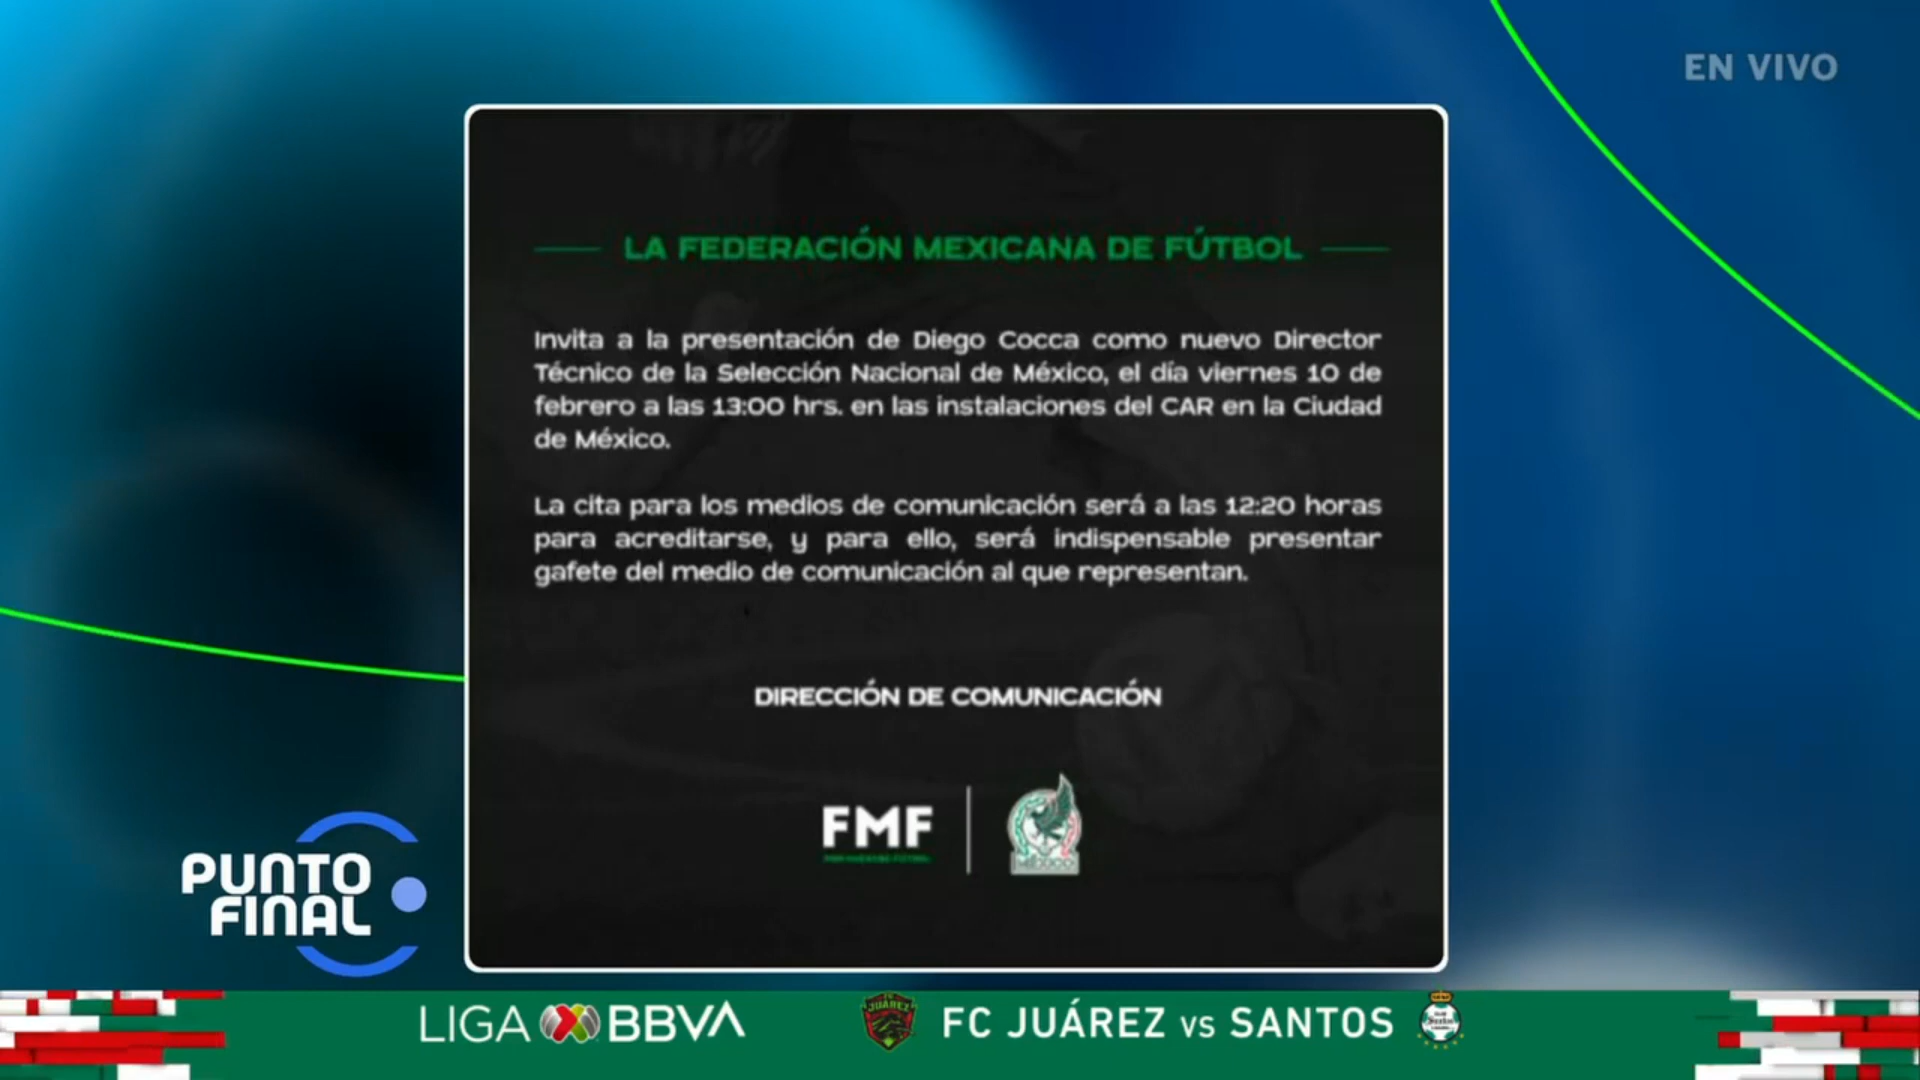 EN VIVO
LA FEDERACIÓN MEXICANA DE FÚTBOL
Invita a la presentación de Diego Cocca como nuevo Director
Técnico de la Selección Nacional de México, el día viernes 10 de
febrero a las 13:00 hrs. en las instalaciones del CAR en la Ciudad
de México.
La cita para los medios de comunicación será a las 12:20 horas
para acreditarse, y para ello, será indispensable presentar
gafete del medio de comunicación al que representan.
DIRECCIÓN DE COMUNICACIÓN
FMF
MÉXICO
PUNTO
FINAL
LIGA BBVA
JUÁREZ
FC JUÁREZ vs SANTOS